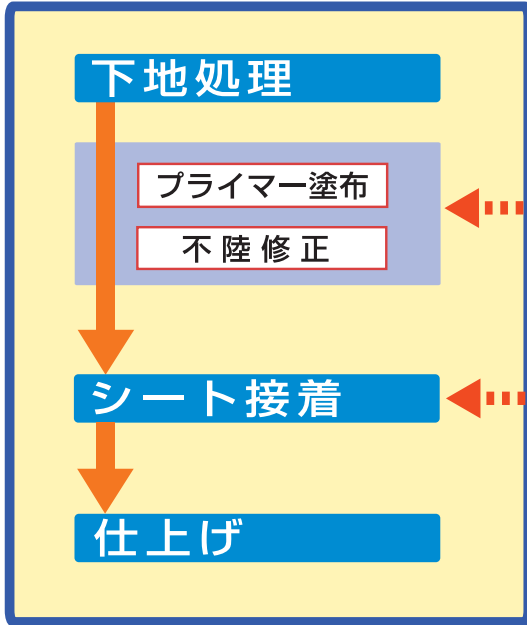 下地処理
プライマー塗布
不陸修正
シート接着
仕上げ